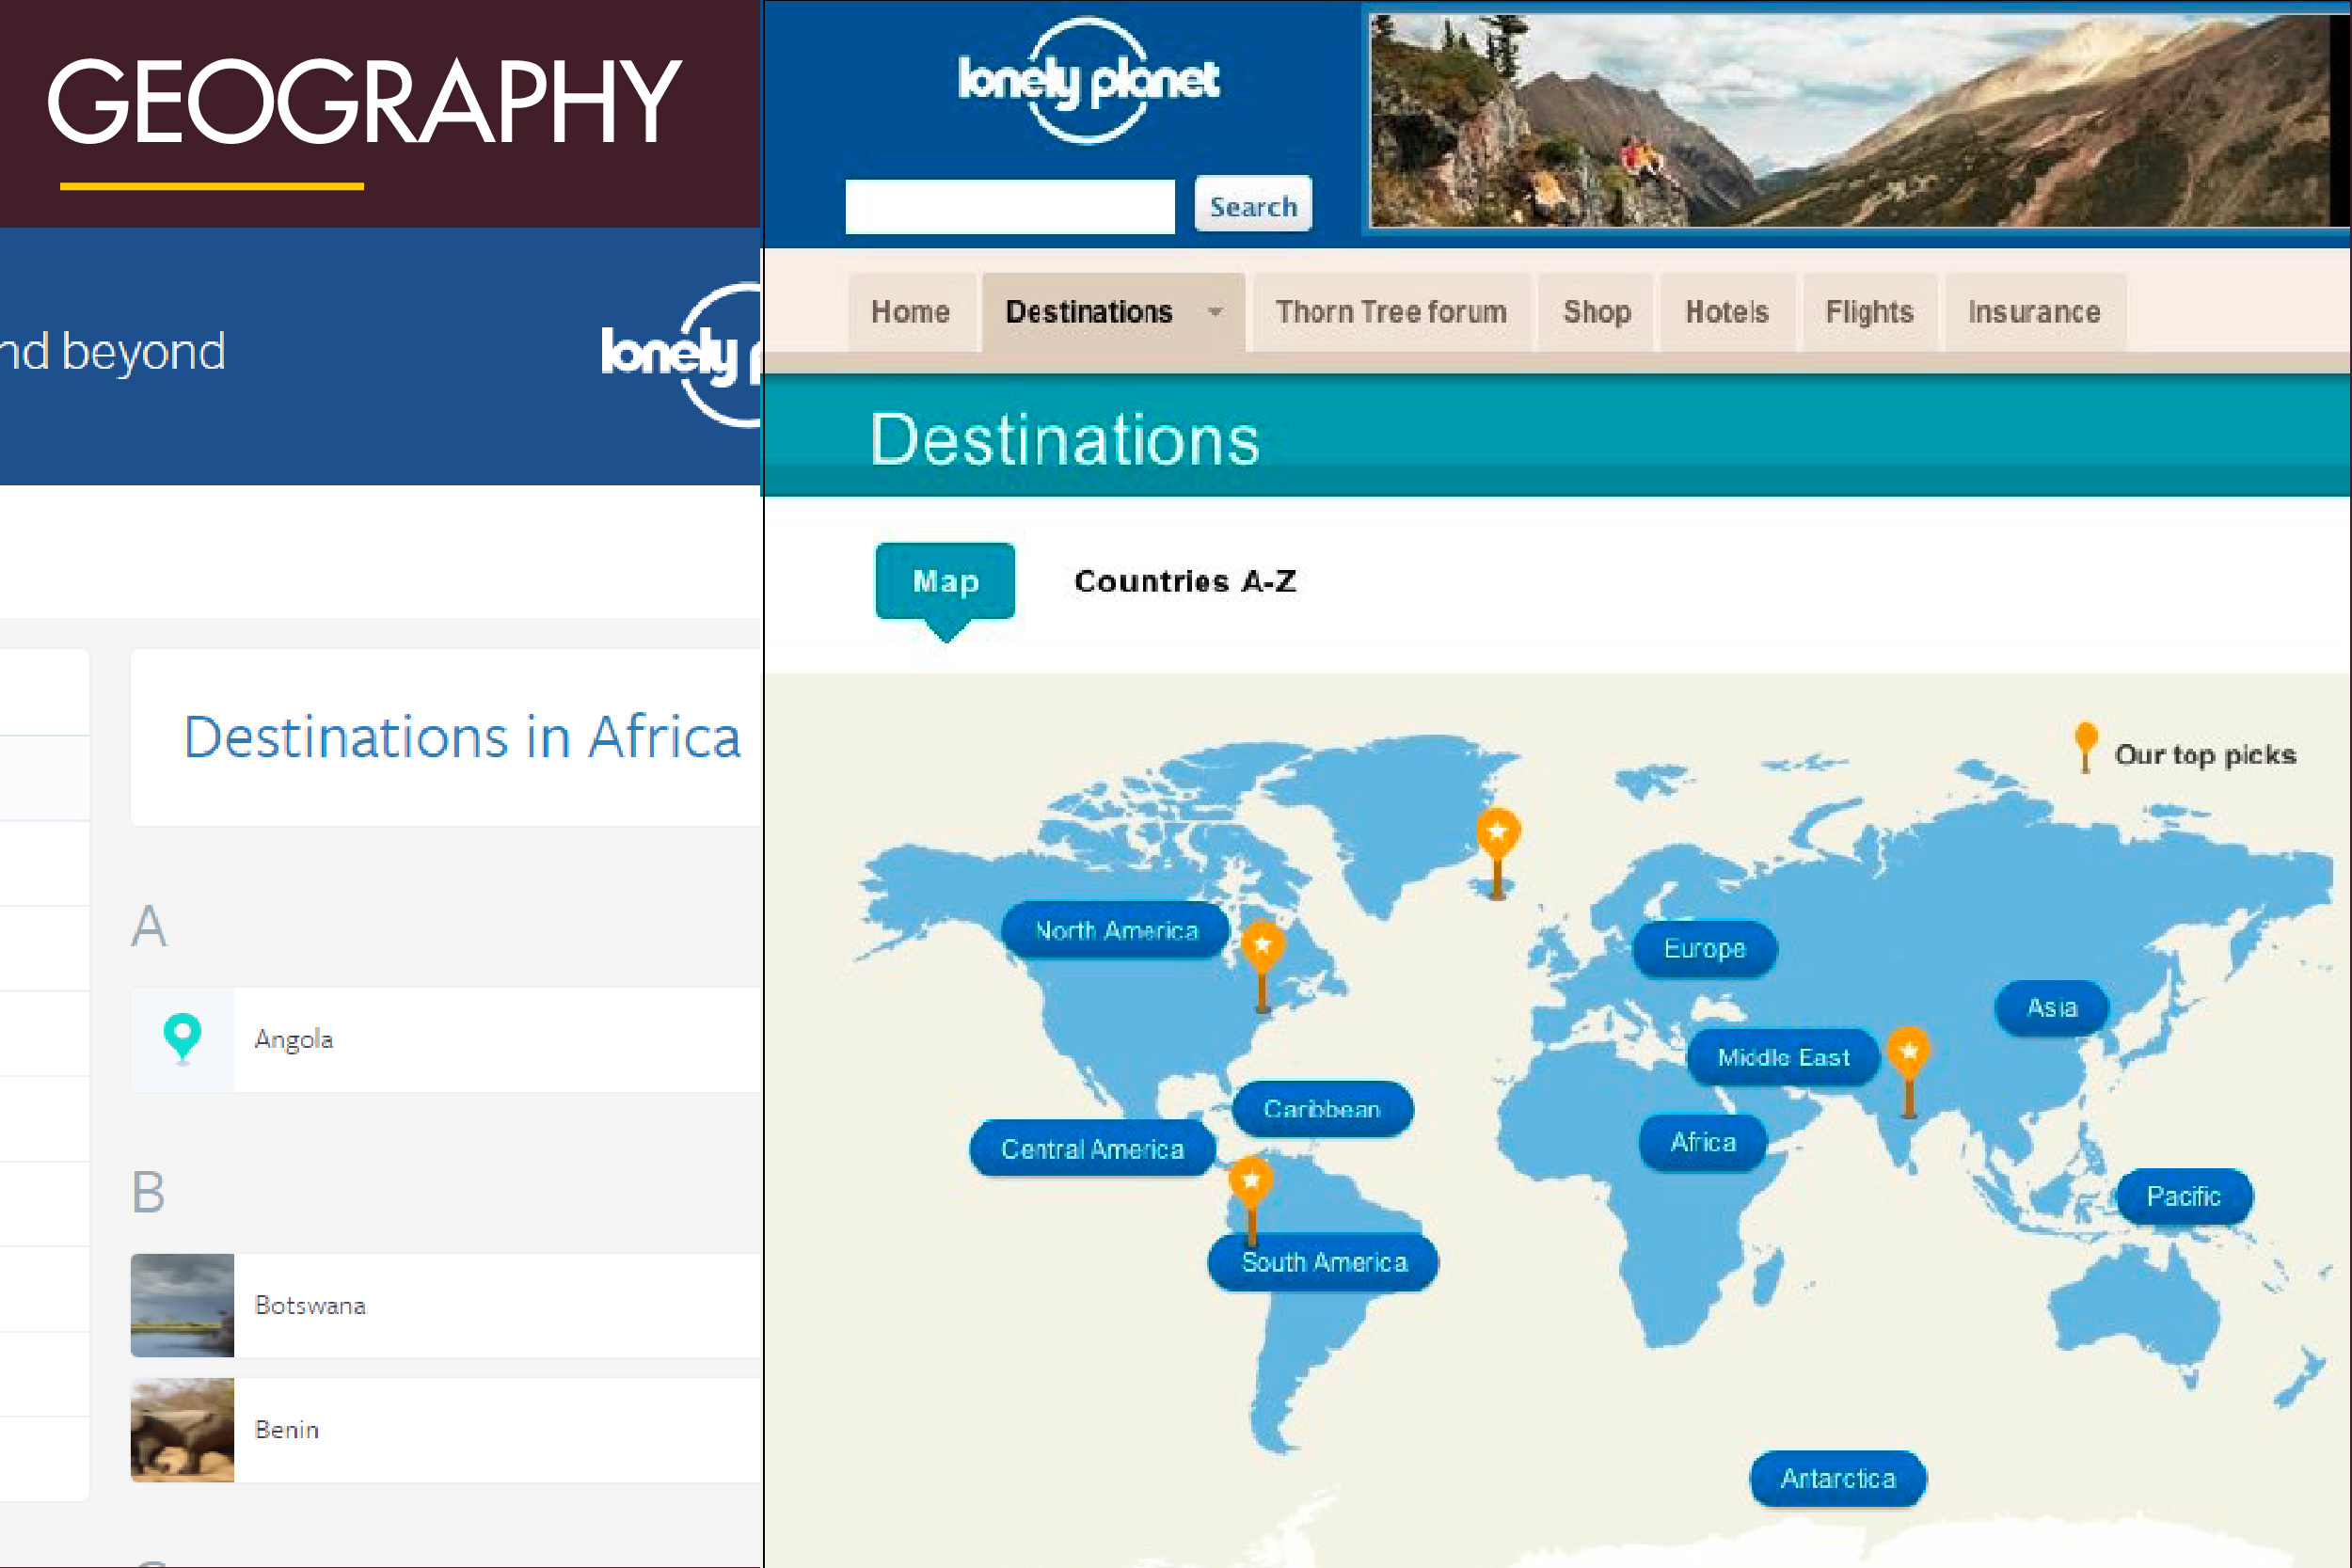 GEOGRAPHY
nd beyond
lonely
Destinations in Africa
A
Angola
B
Botswana
Benin
lonely planet
Search
Home
Destinations
Thorn Tree forum
Shop
Hotels
Flights
Insurance
Destinations
Map
Countries A-Z
Our top picks
North America
Europe
Asia
Middle East
Caribbean
Africa
Central America
Pacific
South America
Antarctica